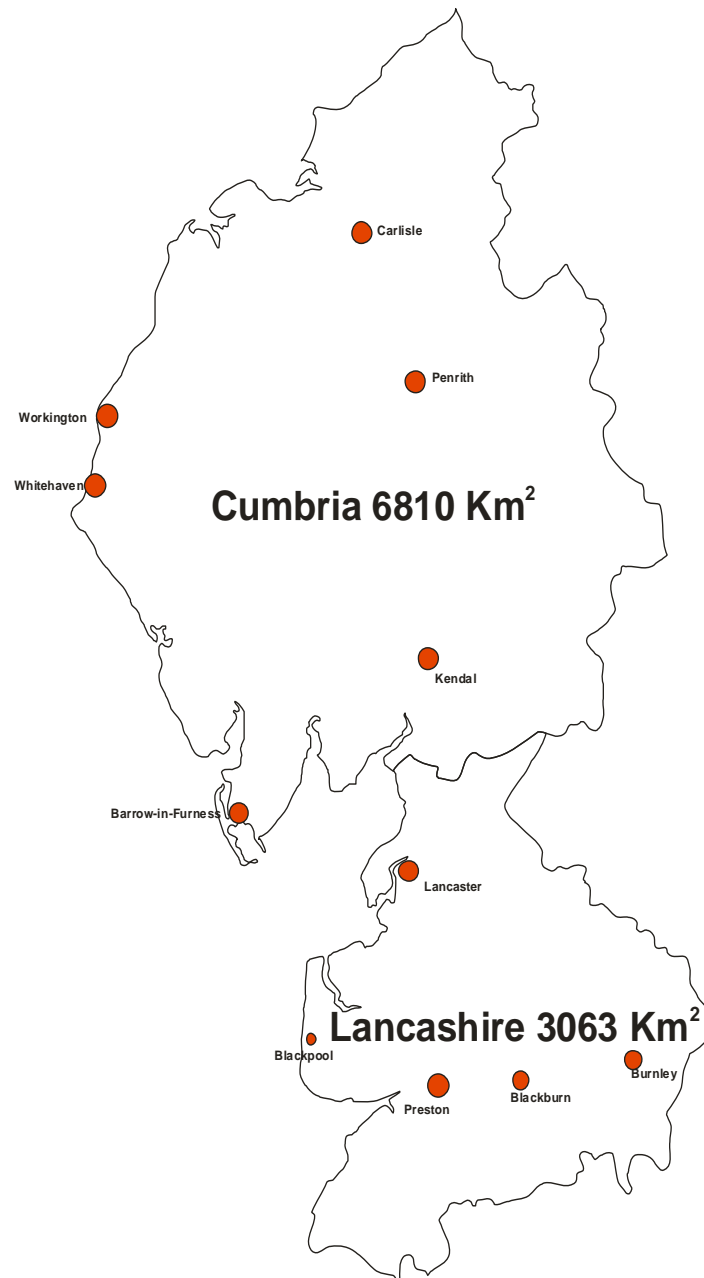 Carlisle
Penrith
Workington
Whitehaven
Cumbria 6810 Km²
Kendal
Barrow-in-Furness
Lancaster
Lancashire 3063 Km²
Blackpool
Burnley
Blackburn
Preston